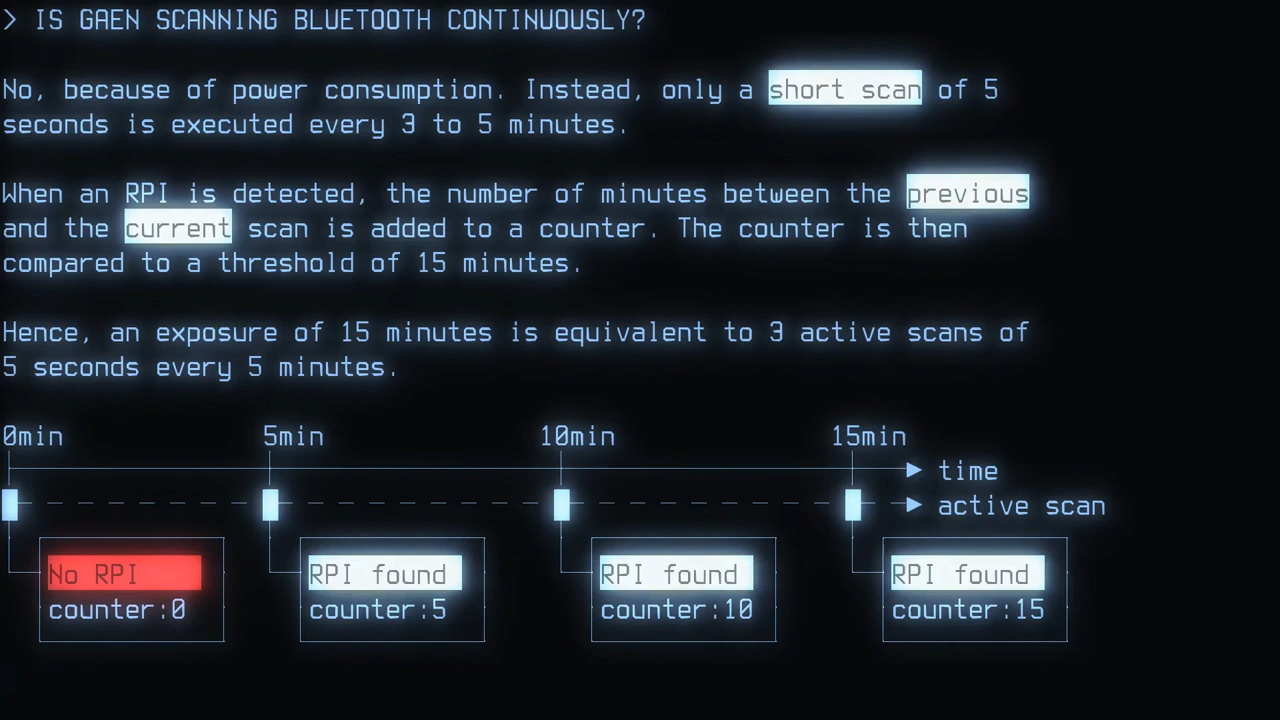 > IS GAEN SCANNING BLUETOOTH CONTINUOUSLY?
No, because of power consumption. Instead, only a short scan of 5
seconds is executed every 3 to 5 minutes.
When an RPI is detected, the number of minutes between the previous
and the current scan is added to a counter. The counter is then
compared to a threshold of 15 minutes.
Hence, an exposure of 15 minutes is equivalent to 3 active scans of
5 seconds every 5 minutes.
0min 5min 10min 15min
time
active scan
No RPI RPI found RPI found RPI found
counter:0 counter:5 counter:10 counter:15